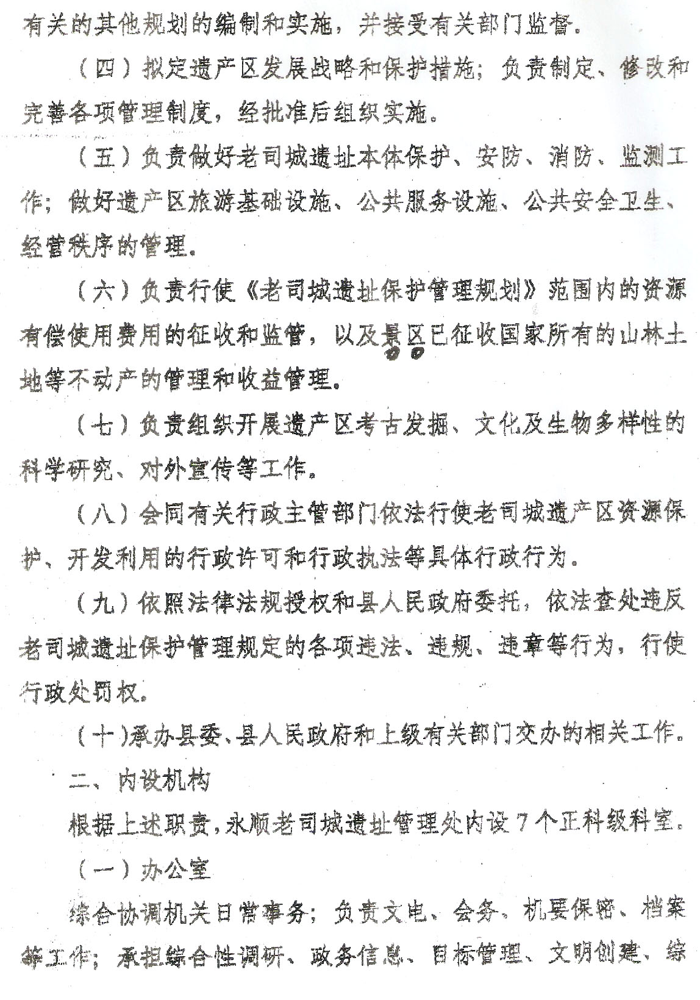 有关的其他规划的编制和实施，并接受有关部门监督。
（四）拟定遗产区发展战略和保护措施；负责制定、修改和
完善各项管理制度，经批准后组织实施。
（五）负责做好老司城遗址本体保护、安防、消防、监测工
作；做好遗产区旅游基础设施、公共服务设施、公共安全卫生、
经营秩序的管理。
（六）负责行使《老司城遗址保护管理规划》范围内的资源
有偿使用费用的征收和监管，以及景区已征收国家所有的山林土
地等不动产的管理和收益管理。
（七）负责组织开展遗产区考古发掘、文化及生物多样性的
科学研究、对外宣传等工作。
（八）会同有关行政主管部门依法行使老司城遗产区资源保
护、开发利用的行政许可和行政执法等具体行政行为。
（九）依照法律法规授权和县人民政府委托，依法查处违反
老司城遗址保护管理规定的各项违法、违规、违章等行为，行使
行政处罚权。
（十）承办县委、县人民政府和上级有关部门交办的相关工作。
二、内设机构
根据上述职责，永顺老司城遗址管理处内设7个正科级科室。
（一）办公室
综合协调机关日常事务；负责文电、会务、机要保密、档案
等工作；承担综合性调研、政务信息、目标管理、文明创建、综